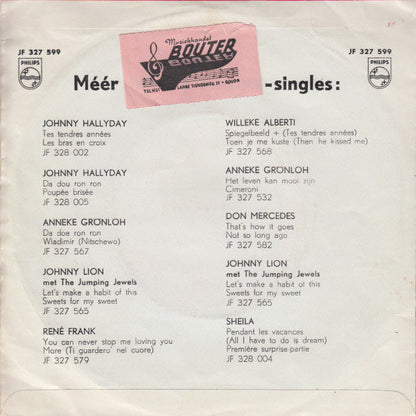 JF 327 599
JF 327 599
PHILIPS
PHILIPS
Muziekhandel
BOUTER
Méér
-singles:
JOHNNY HALLYDAY
Tes tendres années
Les bras en croix
JF 328 002
JOHNNY HALLYDAY
Da dou ron ron
Poupée brisée
JF 328 005
ANNEKE GRÖNLOH
Da doe ron ron
Wladimir (Nitschewo)
JF 327 567
JOHNNY LION
met The Jumping Jewels
Let's make a habit of this
Sweets for my sweet
JF 327 565
RENÉ FRANK
You can never stop me loving you
More (Ti guardero' nel cuore)
JF 327 579
WILLEKE ALBERTI
Spiegelbeeld + (Tes tendres années)
Toen je me kuste (Then he kissed me)
JF 327 568
ANNEKE GRÖNLOH
Het leven kan mooi zijn
Cimeroni
JF 327 532
DON MERCEDES
That's how it goes
Not so long ago
JF 327 582
JOHNNY LION
met The Jumping Jewels
Let's make a habit of this
Sweets for my sweet
JF 327 565
SHEILA
Pendant les vacances
(All I have to do is dream)
Première surprise-partie
JF 328 004